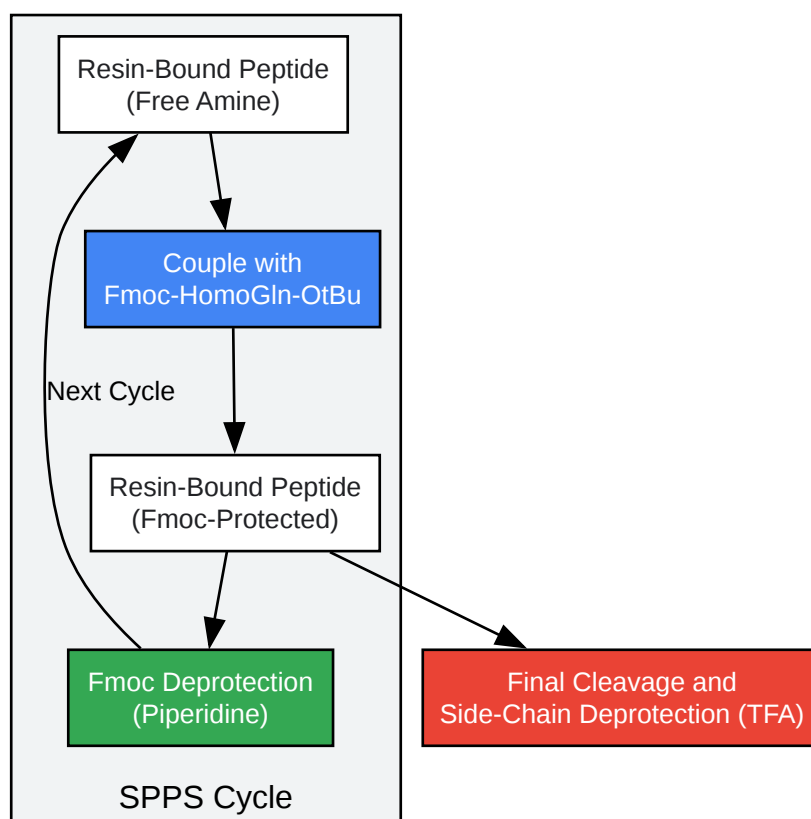 Resin-Bound Peptide
(Free Amine)
Couple with
Fmoc-HomoGln-OtBu
Next Cycle
Resin-Bound Peptide
(Fmoc-Protected)
Fmoc Deprotection
(Piperidine)
Final Cleavage and
Side-Chain Deprotection (TFA)
SPPS Cycle